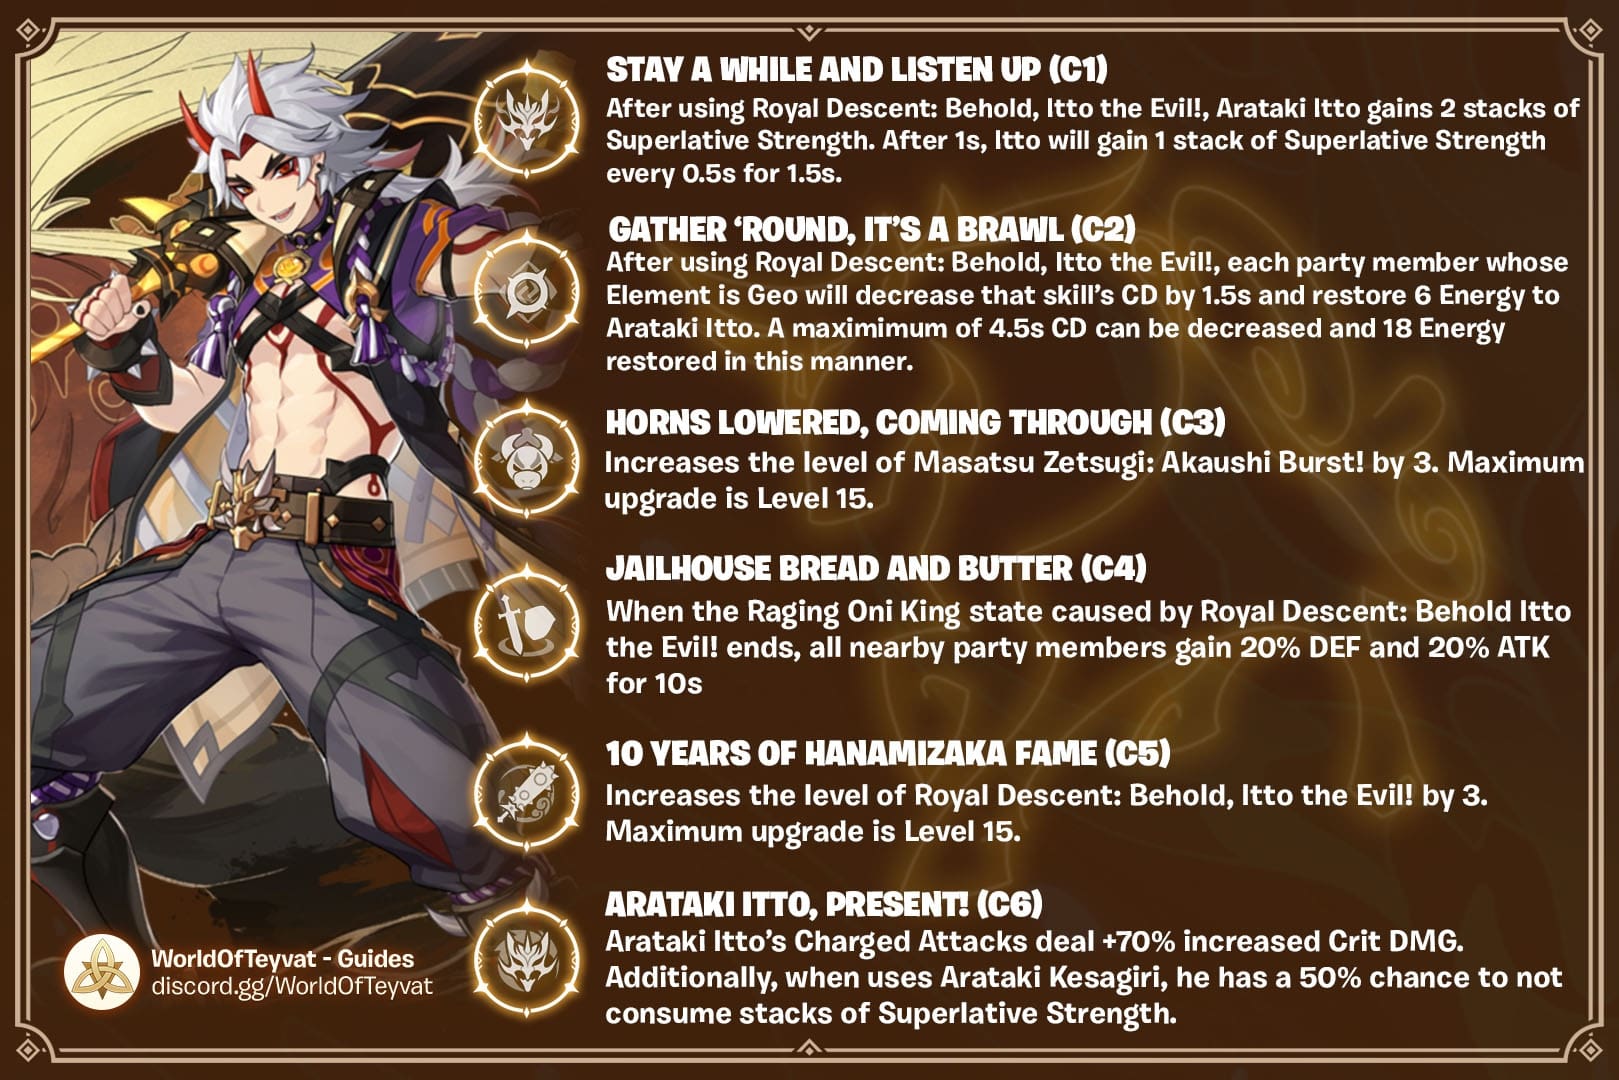 STAY A WHILE AND LISTEN UP (C1)
After using Royal Descent: Behold, Itto the Evil!, Arataki Itto gains 2 stacks of
Superlative Strength. After 1s, Itto will gain 1 stack of Superlative Strength
every 0.5s for 1.5s.
GATHER ‘ROUND, IT’S A BRAWL (C2)
After using Royal Descent: Behold, Itto the Evil!, each party member whose
Element is Geo will decrease that skill’s CD by 1.5s and restore 6 Energy to
Arataki Itto. A maximimum of 4.5s CD can be decreased and 18 Energy
restored in this manner.
HORNS LOWERED, COMING THROUGH (C3)
Increases the level of Masatsu Zetsugi: Akaushi Burst! by 3. Maximum
upgrade is Level 15.
JAILHOUSE BREAD AND BUTTER (C4)
When the Raging Oni King state caused by Royal Descent: Behold Itto
the Evil! ends, all nearby party members gain 20% DEF and 20% ATK
for 10s
10 YEARS OF HANAMIZAKA FAME (C5)
Increases the level of Royal Descent: Behold, Itto the Evil! by 3.
Maximum upgrade is Level 15.
ARATAKI ITTO, PRESENT! (C6)
Arataki Itto’s Charged Attacks deal +70% increased Crit DMG.
Additionally, when uses Arataki Kesagiri, he has a 50% chance to not
consume stacks of Superlative Strength.
WorldOfTeyvat - Guides
discord.gg/WorldOfTeyvat